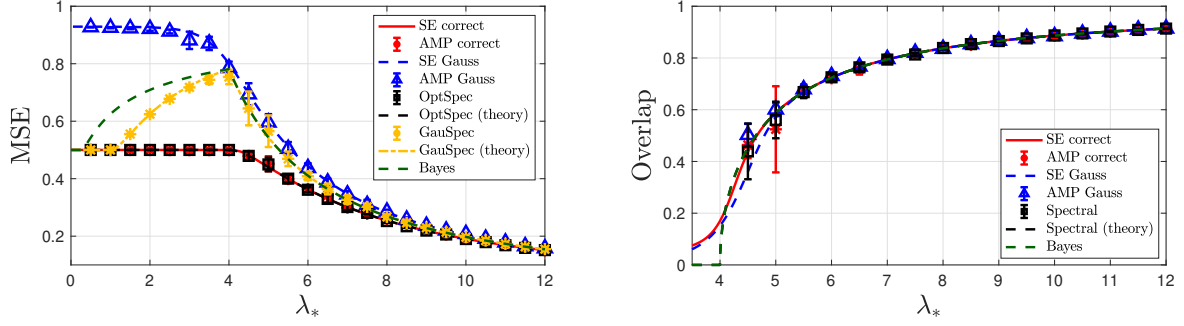 MSE
1
0.8
0.6
0.4
0.2
0
2
4
6
8
10
12
λ*
SE correct
AMP correct
SE Gauss
AMP Gauss
OptSpec
OptSpec (theory)
GauSpec
GauSpec (theory)
Bayes
Overlap
1
0.8
0.6
0.4
0.2
0
4
5
6
7
8
9
10
11
12
λ*
SE correct
AMP correct
SE Gauss
AMP Gauss
Spectral
Spectral (theory)
Bayes